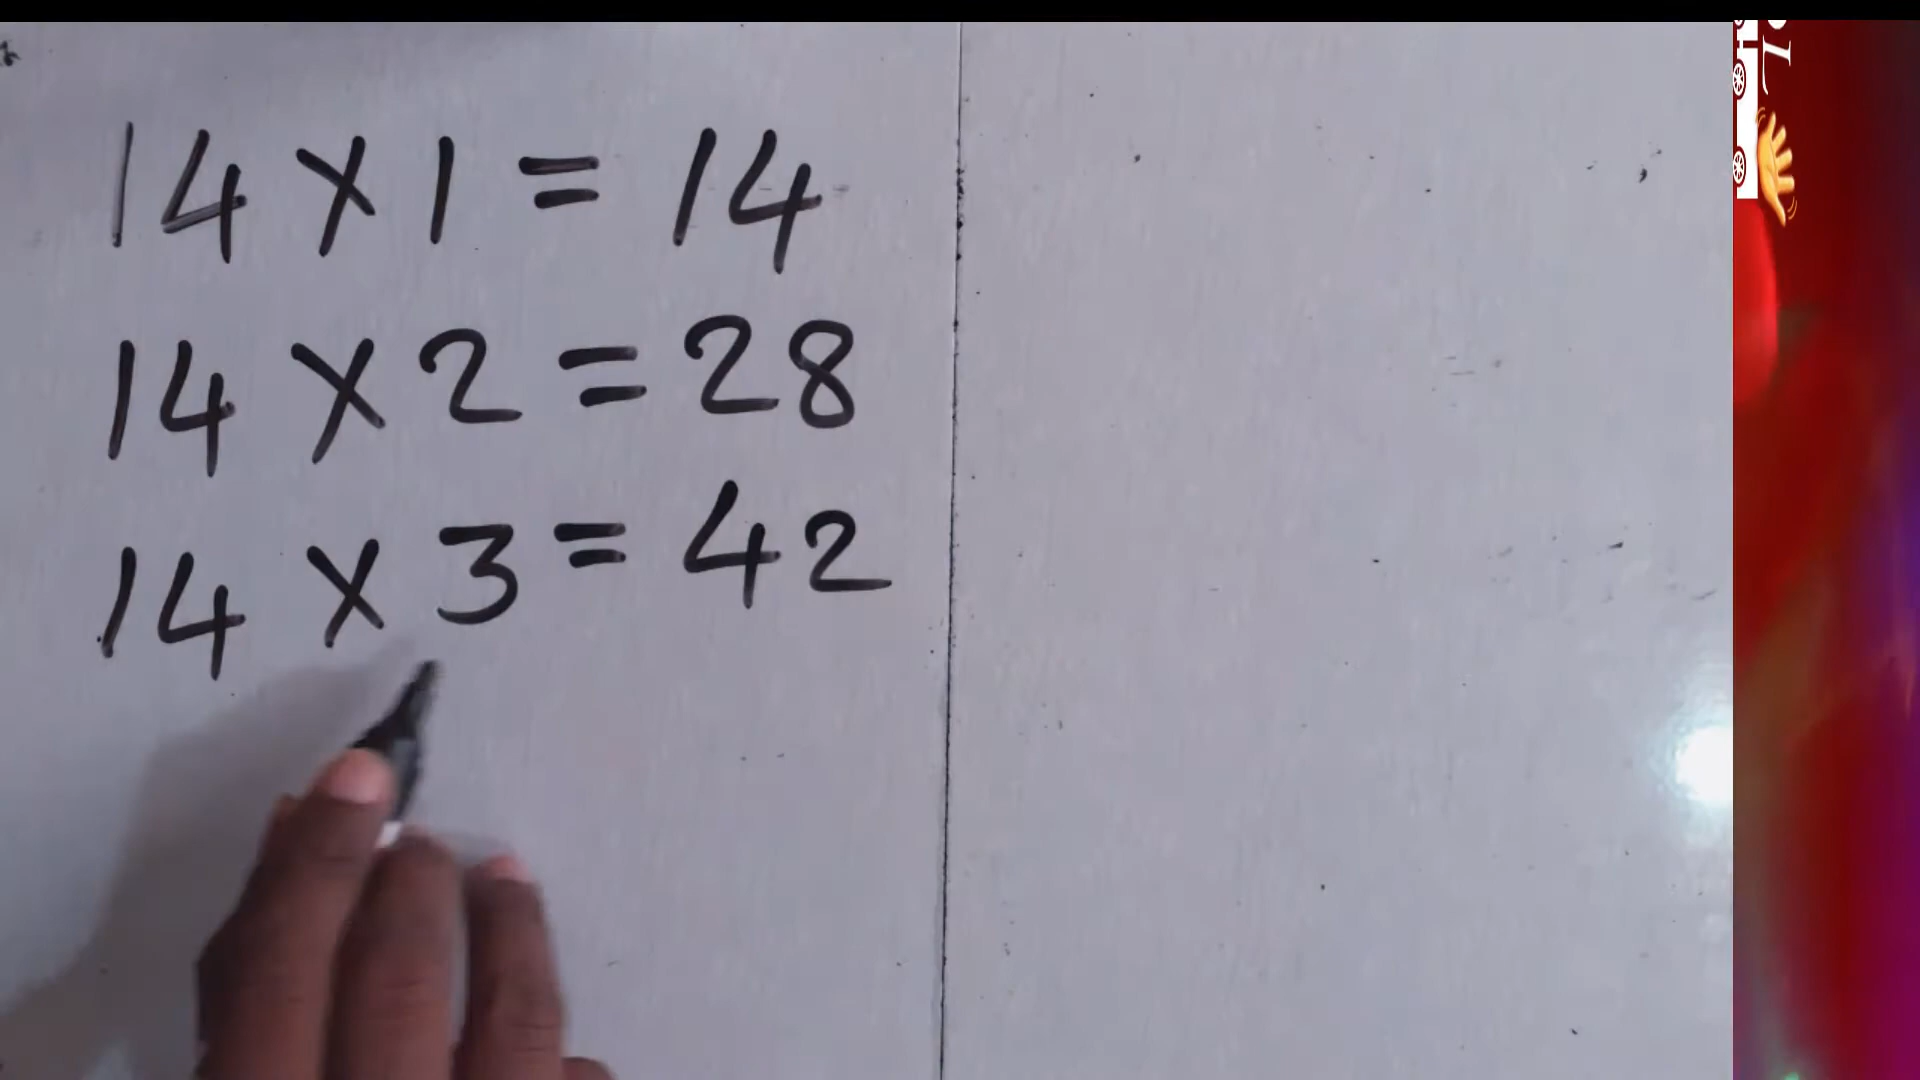 14 X 1 = 14
14 X 2 = 28
14 X 3 = 42